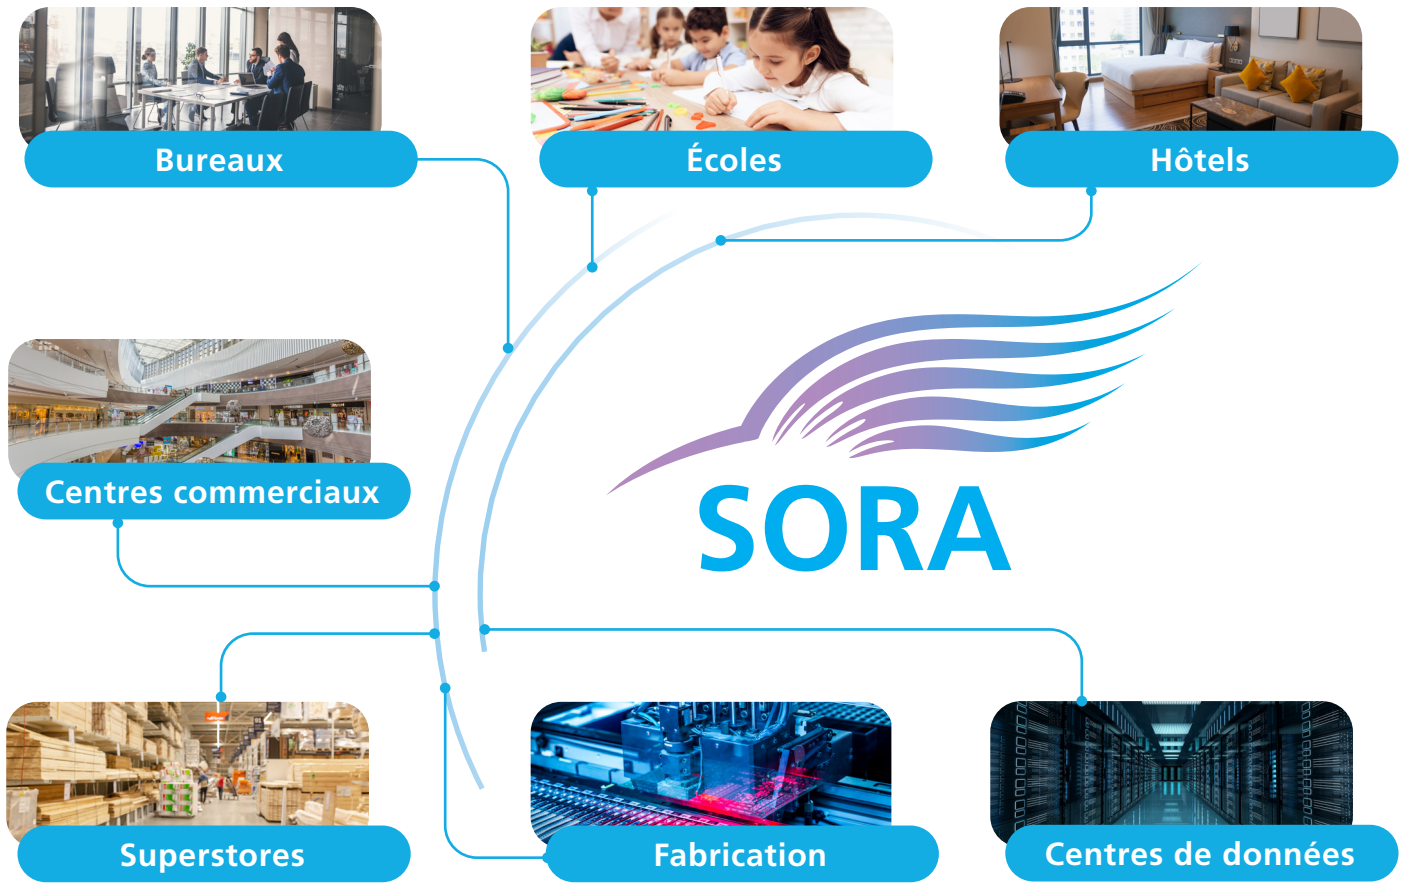 Bureaux
Écoles
Hôtels
Centres commerciaux
SORA
Superstores
Fabrication
Centres de données